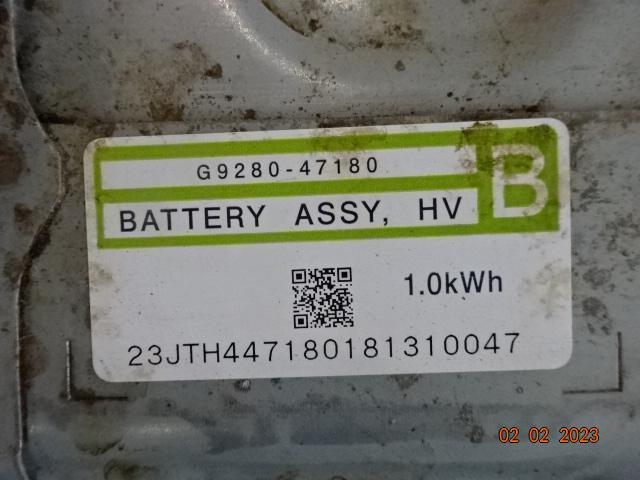 G9280-47180
B
BATTERY ASSY, HV
1.0kWh
23JTH447180181310047
02 02 2023